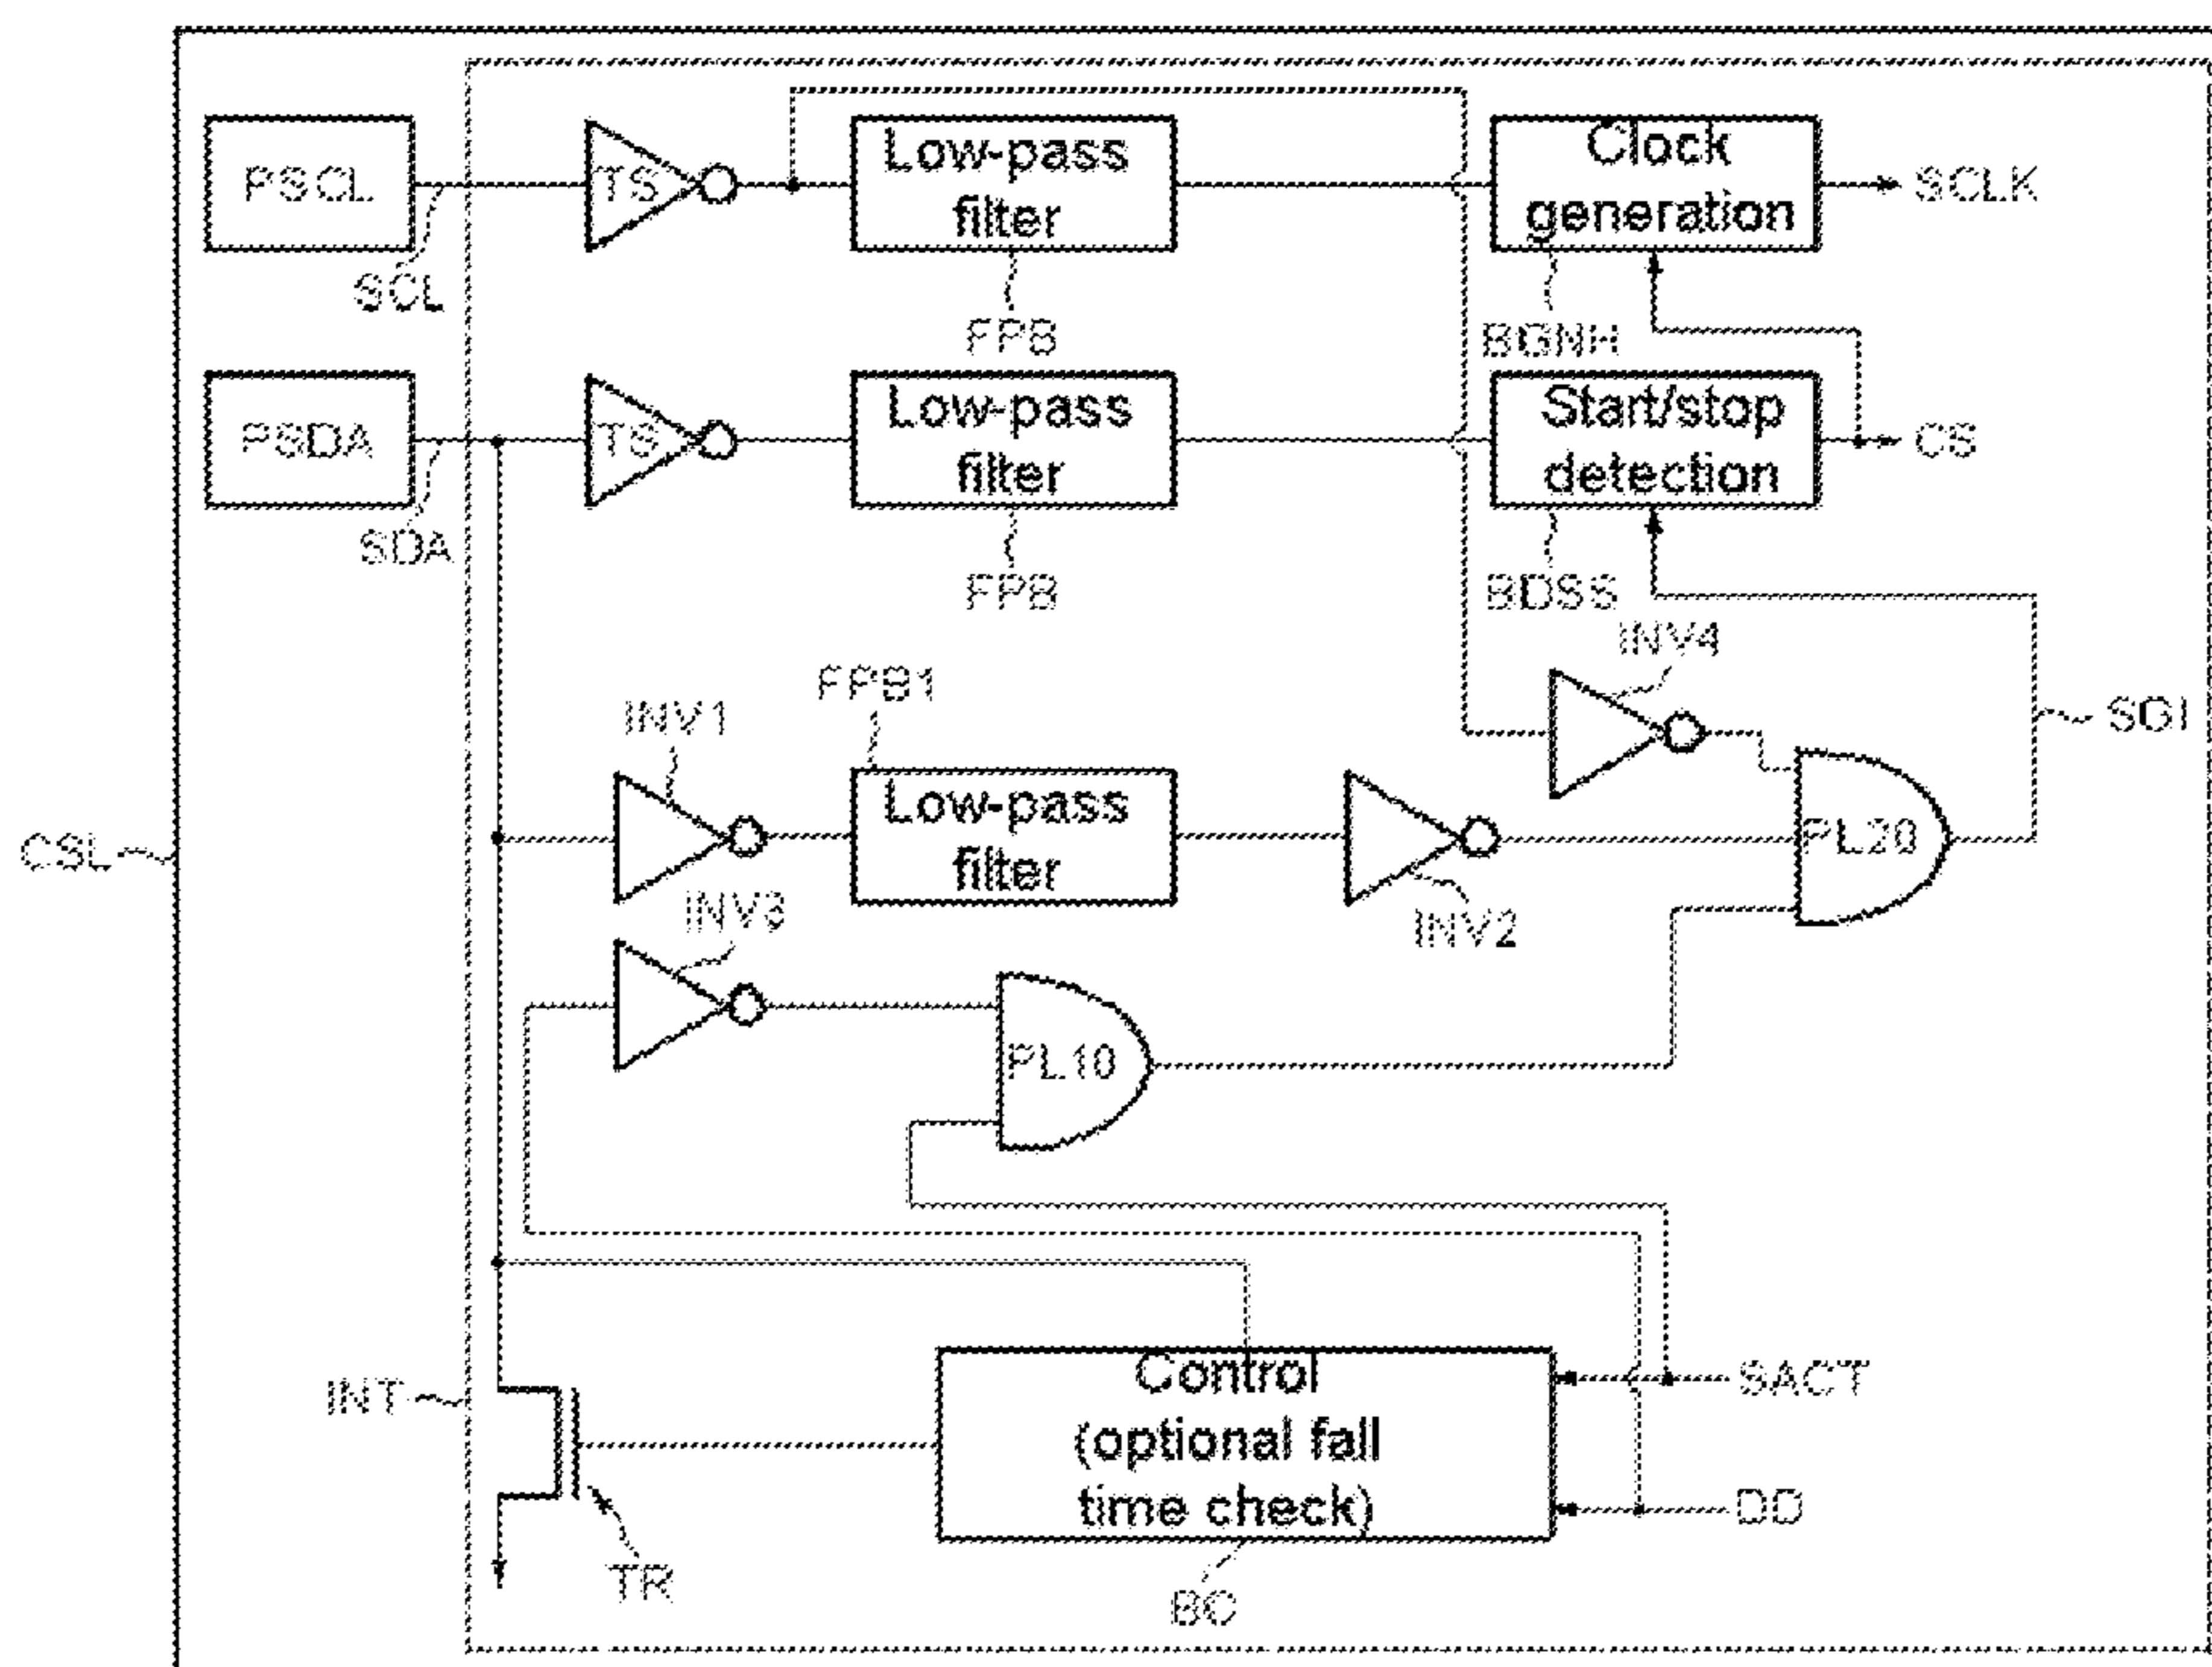 PSCL
TS
Low-pass
filter
Clock
generation
SCLK
SCL
FPB
BGNH
PSDA
TS
Low-pass
filter
Start/stop
detection
CS
SDA
FPB
BDSS
INV4
FPB1
INV1
SGI
Low-pass
filter
PL20
CSL
INV3
INV2
PL10
Control
(optional fall
time check)
SACT
INT
DD
TR
BC